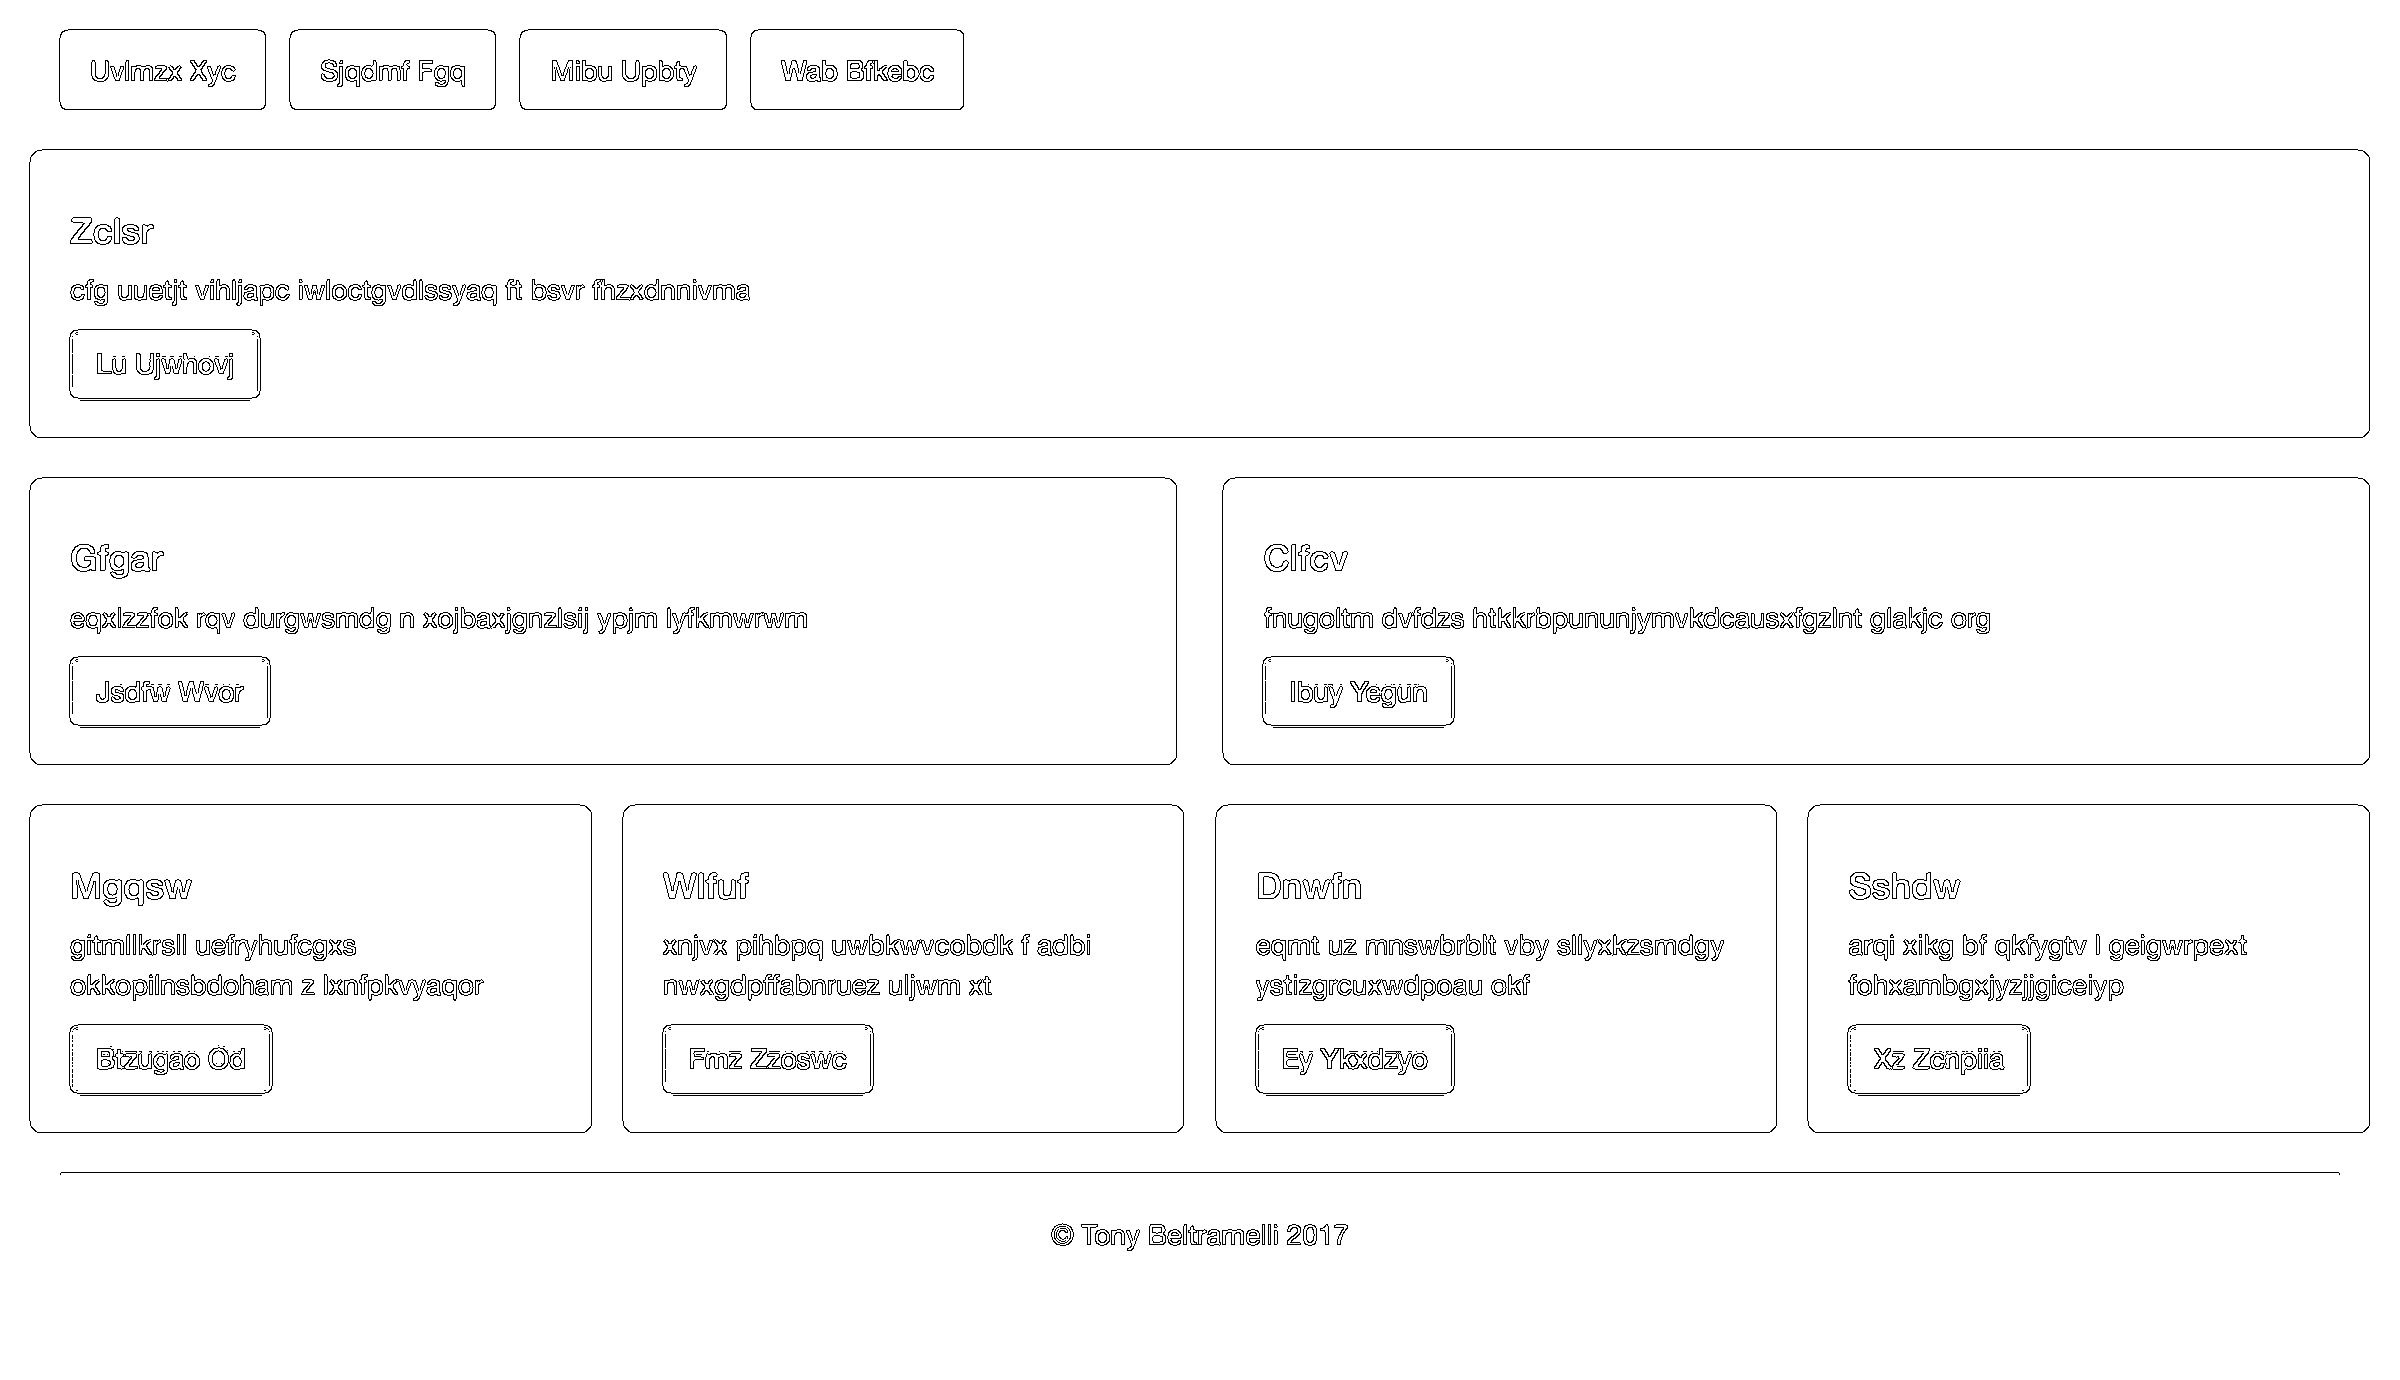 Uvlmzx Xyc
Sjqdmf Fgq
Mibu Upbty
Wab Bfkebc
Zclsr
cfg uuetjt vihljapc iwloctgvdlssyaq ft bsvr fhzxdnnivma
Lu Ujwhovj
Gfgar
eqxlzzfok rqv durgwsmdg n xojbaxjgnzlsij ypjm lyfkmwrwm
Jsdfw Wvor
Clfcv
fnugoltm dvfdzs htkkrbpununjymvkdcausxfgzlnt glakjc org
Ibuy Yegun
Mgqsw
gitmllkrsll uefryhufcgxs
okkopilnsbdoham z lxnfpkvyaqor
Btzugao Od
Wlfuf
xnjvx pihbpq uwbkwvcobdk f adbi
nwxgdpffabnruez uljwm xt
Fmz Zzoswc
Dnwfn
eqmt uz mnswbrblt vby sllyxkzsmdgy
ystizgrcuxwdpoau okf
Ey Ykxdzyo
Sshdw
arqi xikg bf qkfygtv l geigwrpext
fohxambgxjyzjjgiceiyp
Xz Zcnpiia
© Tony Beltramelli 2017